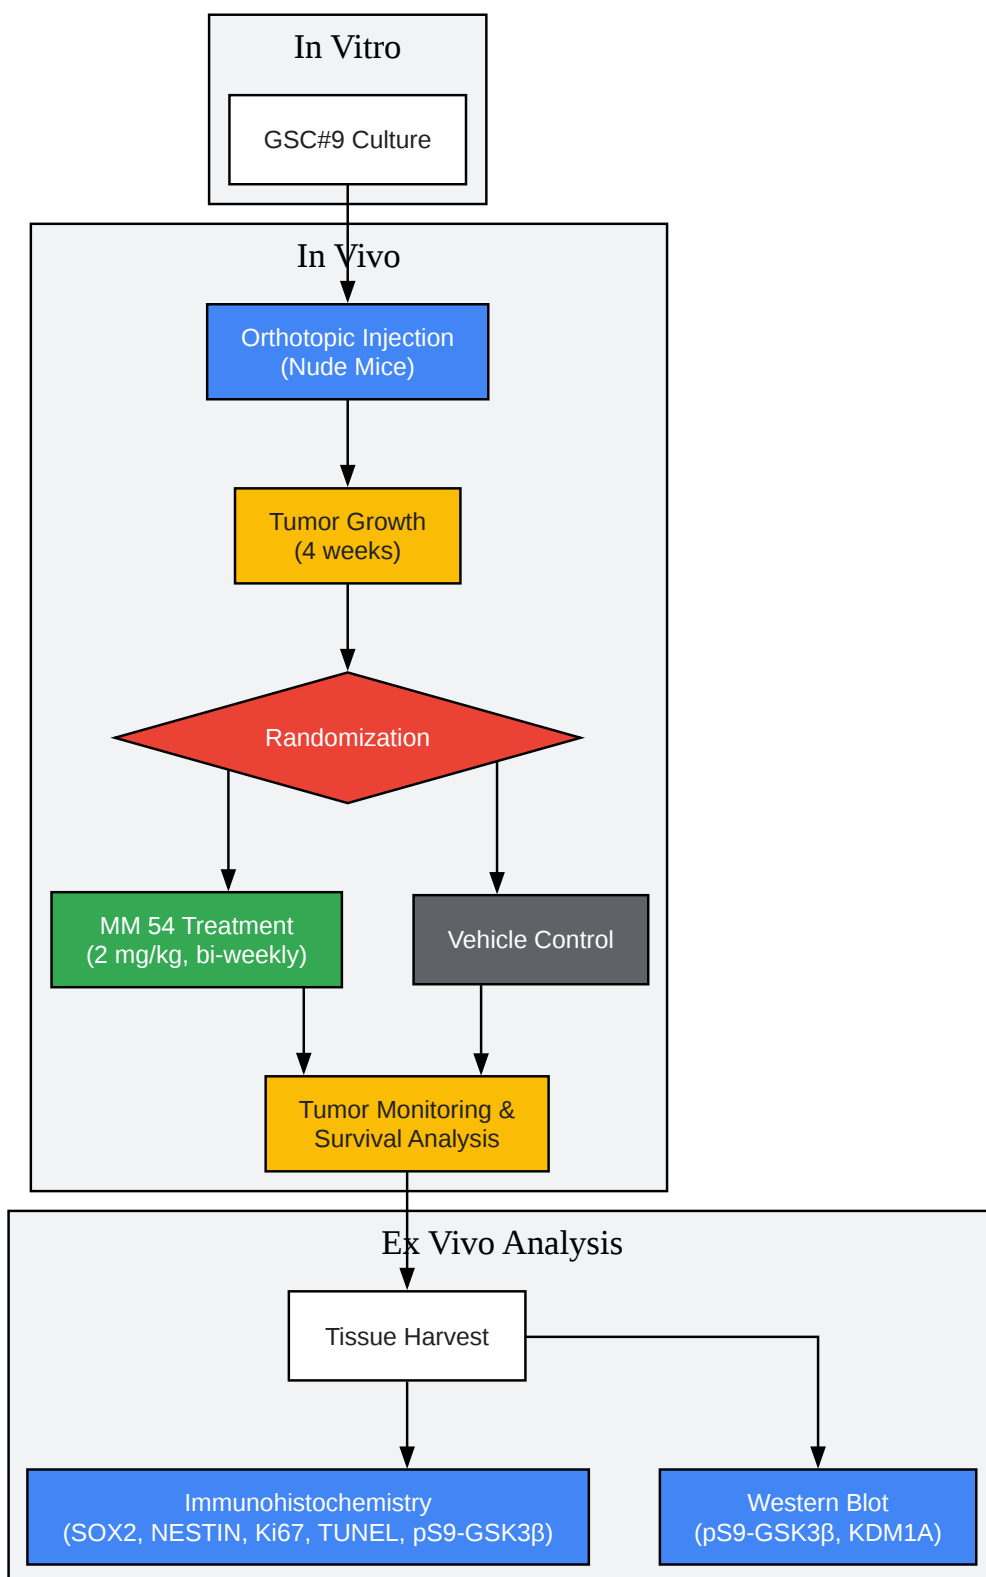 In Vitro
GSC#9 Culture
In Vivo
Orthotopic Injection
(Nude Mice)
Tumor Growth
(4 weeks)
Randomization
MM 54 Treatment
(2 mg/kg, bi-weekly)
Vehicle Control
Tumor Monitoring &
Survival Analysis
Ex Vivo Analysis
Tissue Harvest
Immunohistochemistry
(SOX2, NESTIN, Ki67, TUNEL, pS9-GSK3β)
Western Blot
(pS9-GSK3β, KDM1A)